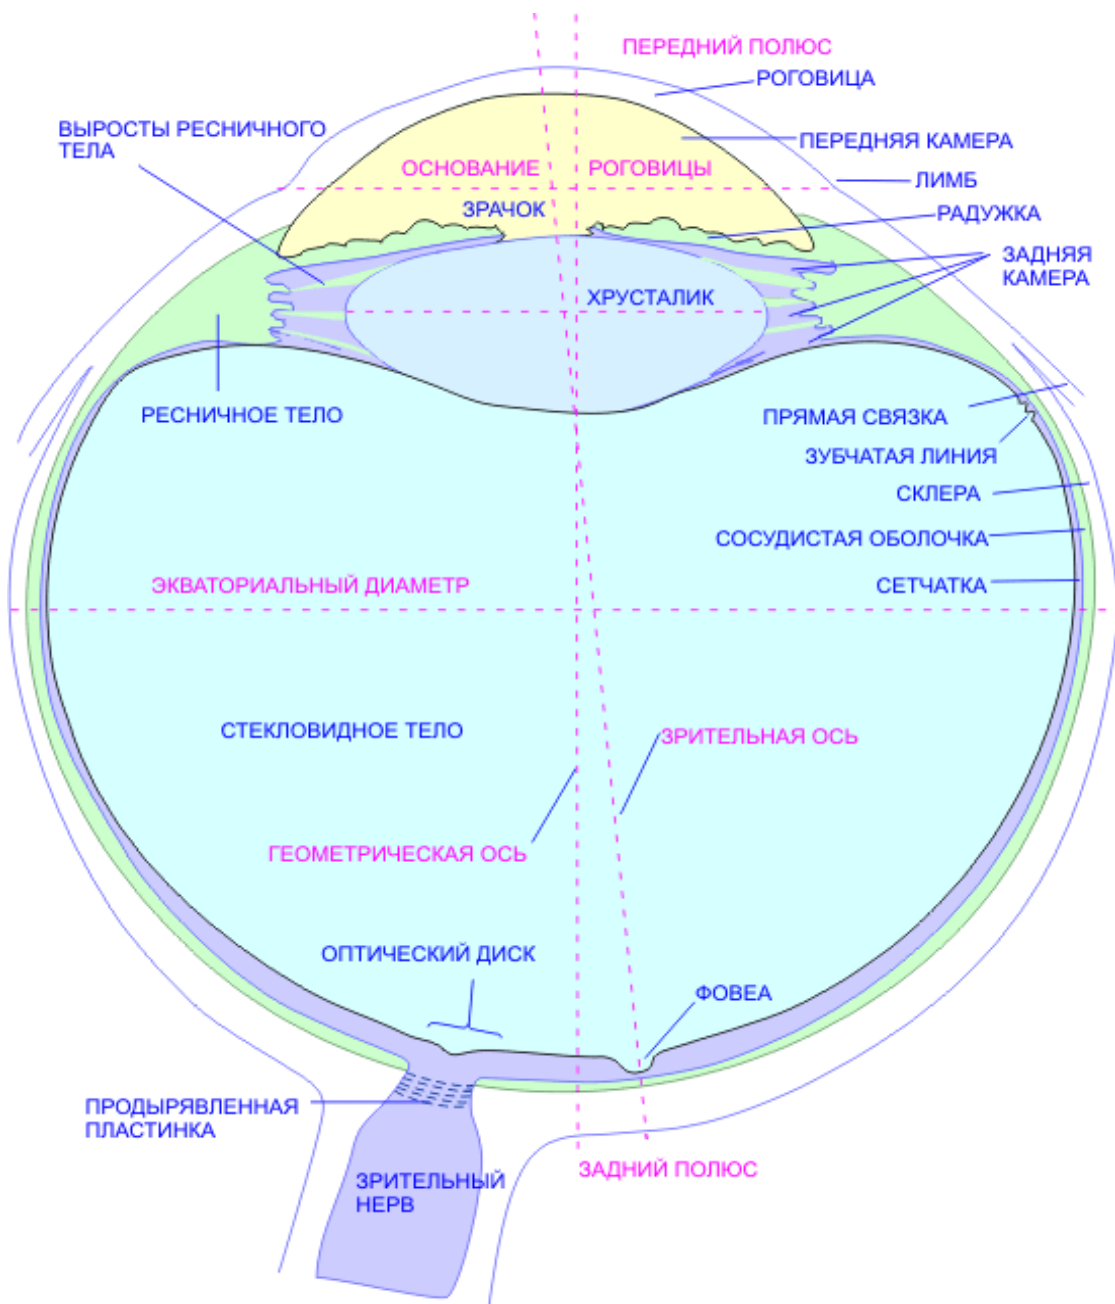 ПЕРЕДНИЙ ПОЛЮС
РОГОВИЦА
ВЫРОСТЫ РЕСНИЧНОГО
ТЕЛА
ПЕРЕДНЯЯ КАМЕРА
ОСНОВАНИЕ РОГОВИЦЫ
ЛИМБ
ЗРАЧОК
РАДУЖКА
ЗАДНЯЯ
КАМЕРА
ХРУСТАЛИК
РЕСНИЧНОЕ ТЕЛО
ПРЯМАЯ СВЯЗКА
ЗУБЧАТАЯ ЛИНИЯ
СКЛЕРА
СОСУДИСТАЯ ОБОЛОЧКА
ЭКВАТОРИАЛЬНЫЙ ДИАМЕТР
СЕТЧАТКА
СТЕКЛОВИДНОЕ ТЕЛО
ЗРИТЕЛЬНАЯ ОСЬ
ГЕОМЕТРИЧЕСКАЯ ОСЬ
ОПТИЧЕСКИЙ ДИСК
ФОВЕА
ПРОДЫРЯВЛЕННАЯ
ПЛАСТИНКА
ЗАДНИЙ ПОЛЮС
ЗРИТЕЛЬНЫЙ
НЕРВ